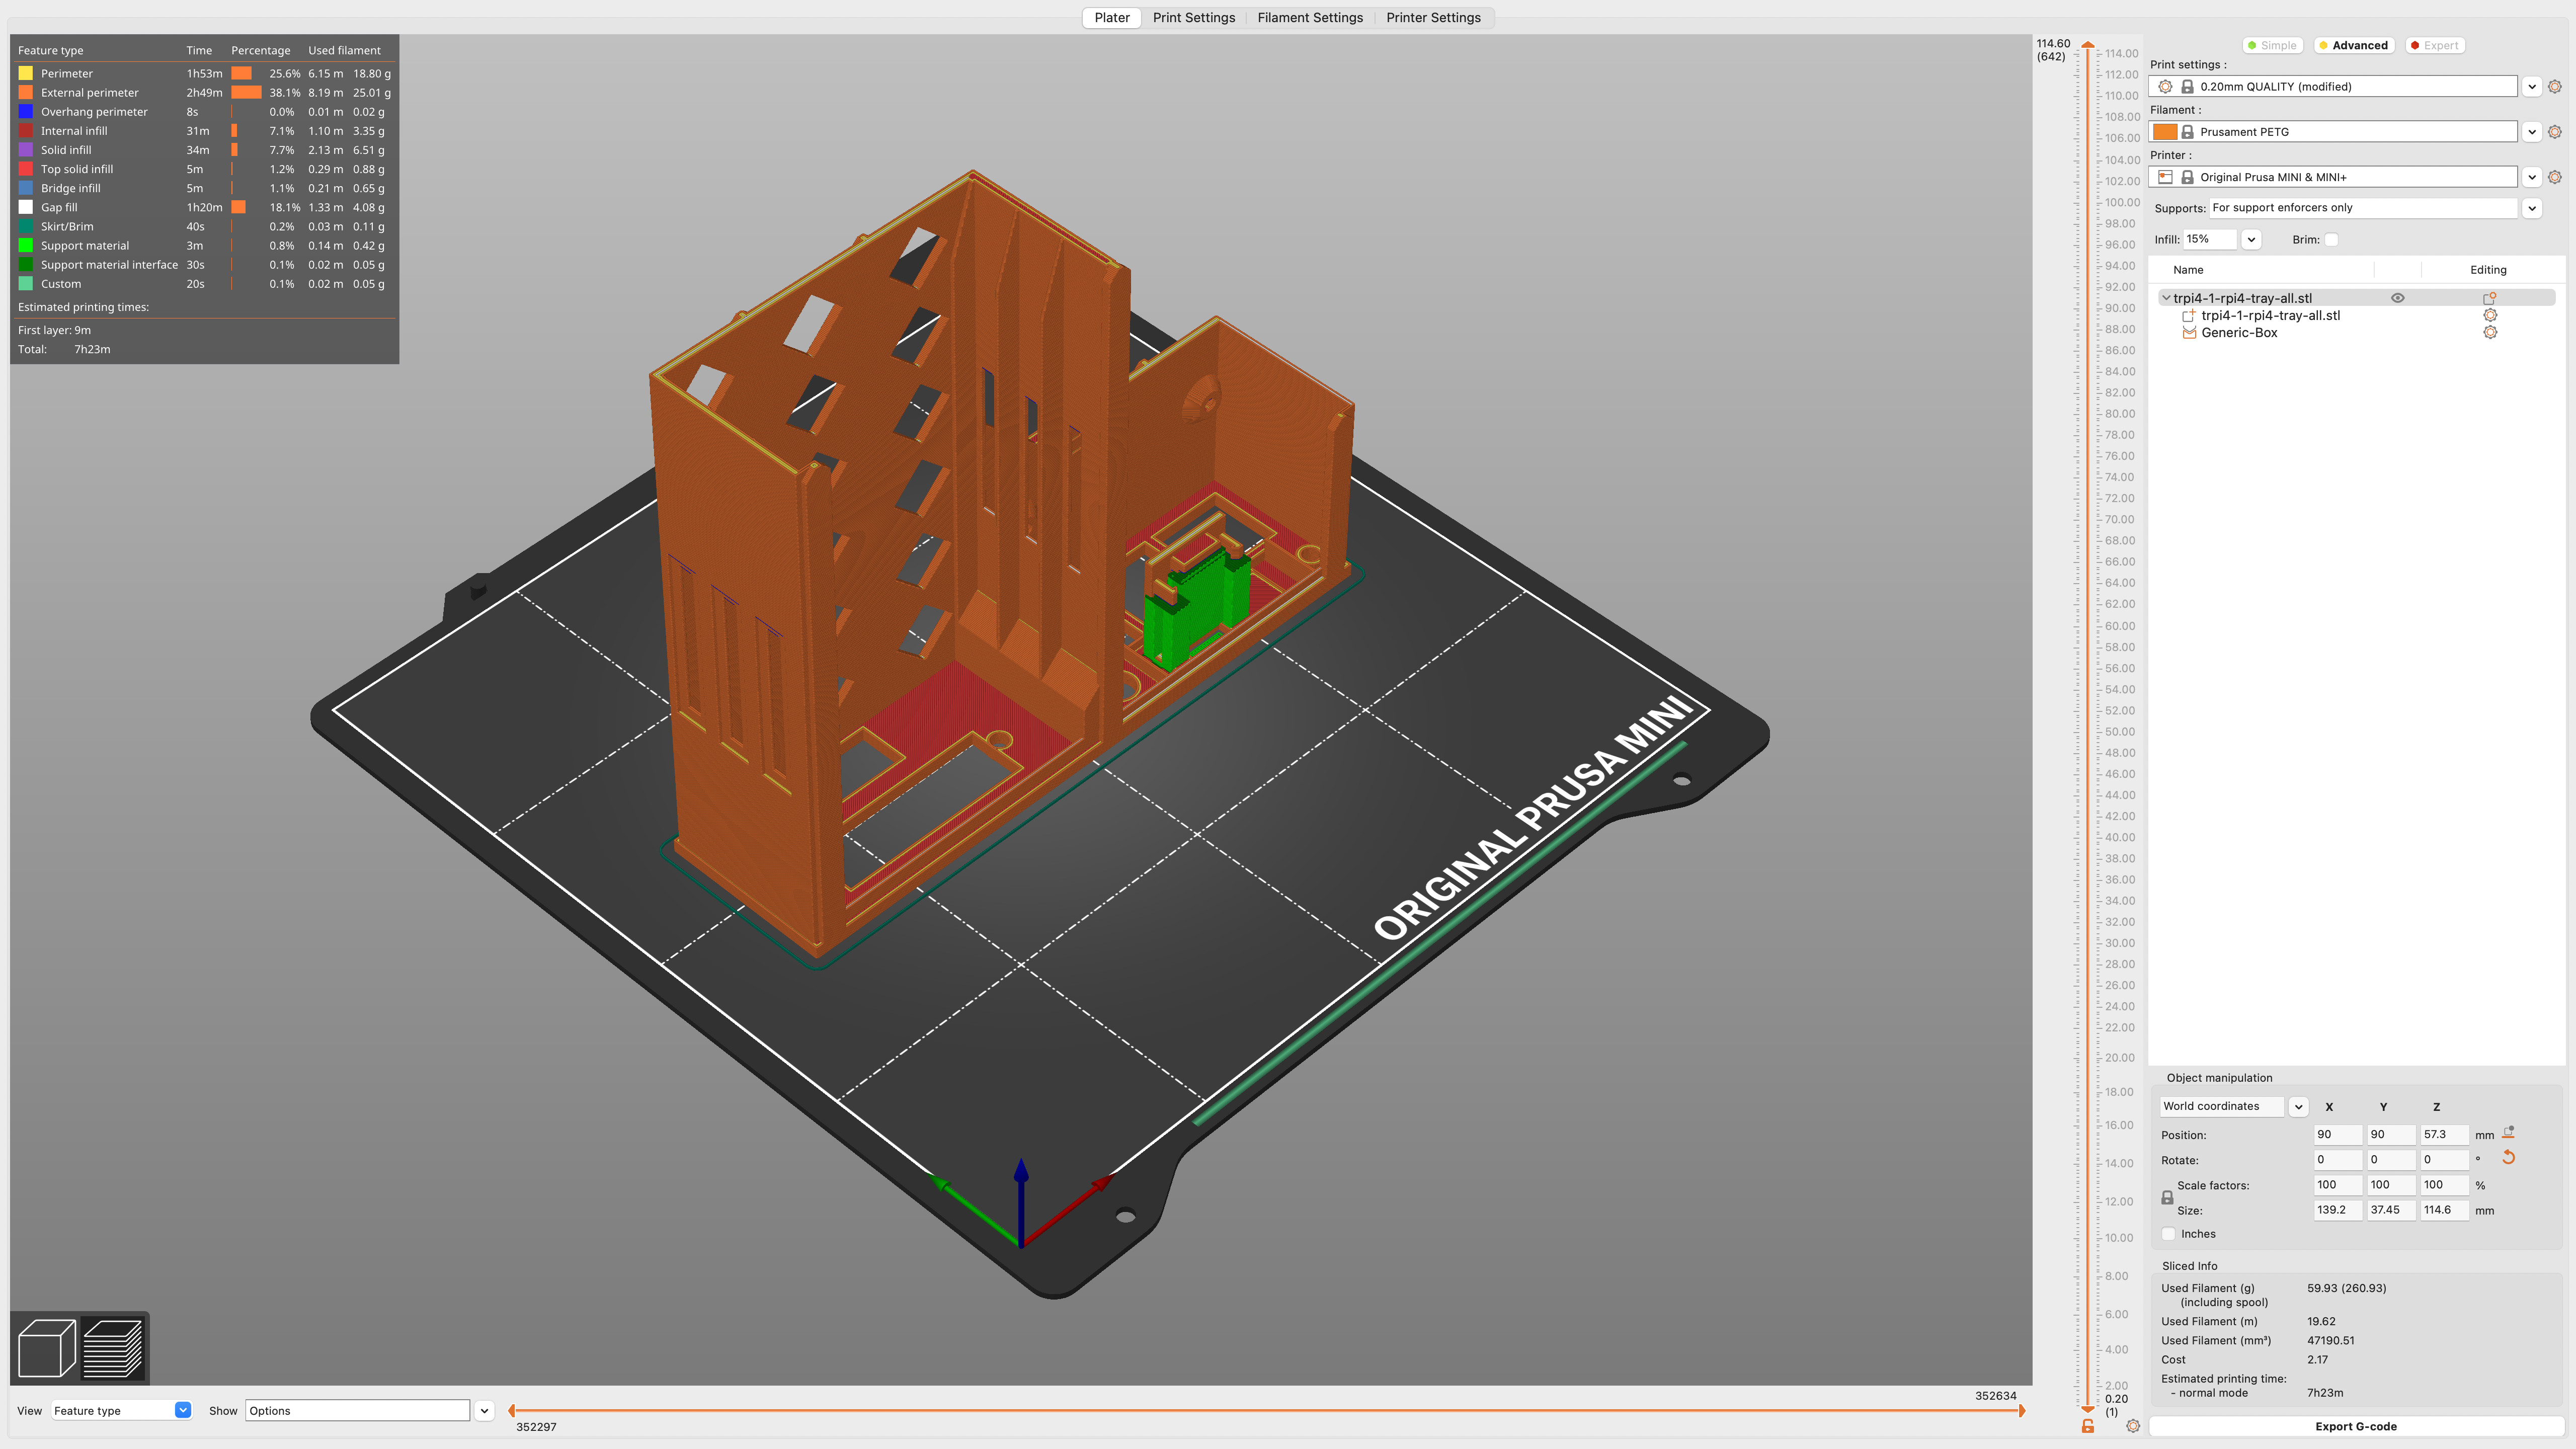 Plater Print Settings Filament Settings Printer Settings
Feature type Time Percentage Used filament
Perimeter 1h53m 25.6% 6.15 m 18.80 g
External perimeter 2h49m 38.1% 8.19 m 25.01 g
Overhang perimeter 8s 0.0% 0.01 m 0.02 g
Internal infill 31m 7.1% 1.10 m 3.35 g
Solid infill 34m 7.7% 2.13 m 6.51 g
Top solid infill 5m 1.2% 0.29 m 0.88 g
Bridge infill 5m 1.1% 0.21 m 0.65 g
Gap fill 1h20m 18.1% 1.33 m 4.08 g
Skirt/Brim 40s 0.2% 0.03 m 0.11 g
Support material 3m 0.8% 0.14 m 0.42 g
Support material interface 30s 0.1% 0.02 m 0.05 g
Custom 20s 0.1% 0.02 m 0.05 g
Estimated printing times:
First layer: 9m
Total: 7h23m
ORIGINAL PRUSA MINI
View Feature type Show Options
352634
352297
114.60
(642)
114.00
112.00
110.00
108.00
106.00
104.00
102.00
100.00
98.00
96.00
94.00
92.00
90.00
88.00
86.00
84.00
82.00
80.00
78.00
76.00
74.00
72.00
70.00
68.00
66.00
64.00
62.00
60.00
58.00
56.00
54.00
52.00
50.00
48.00
46.00
44.00
42.00
40.00
38.00
36.00
34.00
32.00
30.00
28.00
26.00
24.00
22.00
20.00
18.00
16.00
14.00
12.00
10.00
8.00
6.00
4.00
2.00
0.20
(1)
Simple Advanced Expert
Print settings :
0.20mm QUALITY (modified)
Filament :
Prusament PETG
Printer :
Original Prusa MINI & MINI+
Supports: For support enforcers only
Infill: 15% Brim:
Name Editing
trpi4-1-rpi4-tray-all.stl
trpi4-1-rpi4-tray-all.stl
Generic-Box
Object manipulation
World coordinates X Y Z
Position: 90 90 57.3 mm
Rotate: 0 0 0 °
Scale factors: 100 100 100 %
Size: 139.2 37.45 114.6 mm
Inches
Sliced Info
Used Filament (g) 59.93 (260.93)
(including spool)
Used Filament (m) 19.62
Used Filament (mm³) 47190.51
Cost 2.17
Estimated printing time:
- normal mode 7h23m
Export G-code